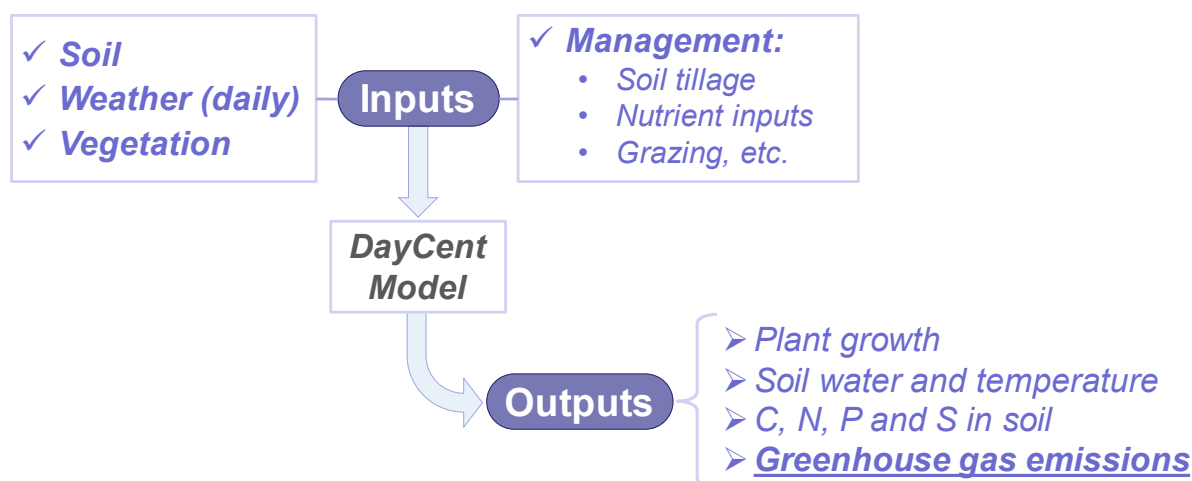 ✓ Soil
✓ Weather (daily)
✓ Vegetation
Inputs
✓ Management:
• Soil tillage
• Nutrient inputs
• Grazing, etc.
DayCent
Model
Outputs
➢ Plant growth
➢ Soil water and temperature
➢ C, N, P and S in soil
➢ Greenhouse gas emissions